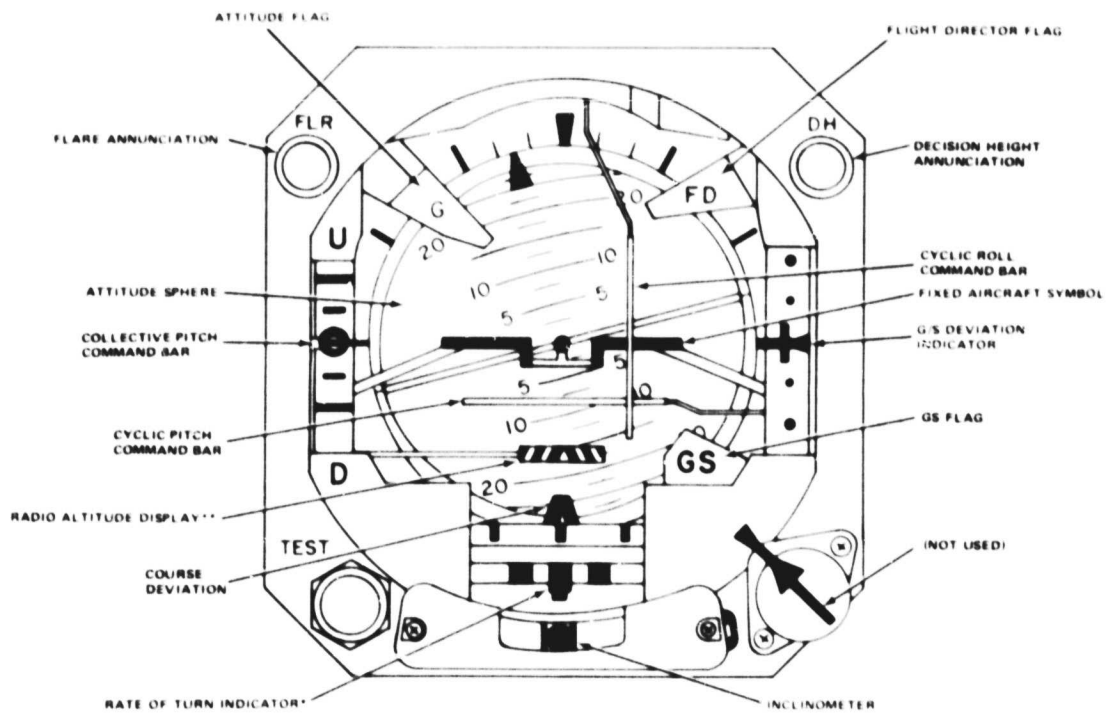 ATTITUDE FLAG
FLIGHT DIRECTOR FLAG
FLR
DH
FLARE ANNUNCIATION
DECISION HEIGHT
ANNUNCIATION
G
FD
20
20
U
10
10
CYCLIC ROLL
COMMAND BAR
ATTITUDE SPHERE
5
5
FIXED AIRCRAFT SYMBOL
COLLECTIVE PITCH
COMMAND BAR
G/S DEVIATION
INDICATOR
5
5
10
10
GS FLAG
CYCLIC PITCH
COMMAND BAR
GS
D
20
RADIO ALTITUDE DISPLAY**
TEST
(NOT USED)
COURSE
DEVIATION
RATE OF TURN INDICATOR*
INCLINOMETER